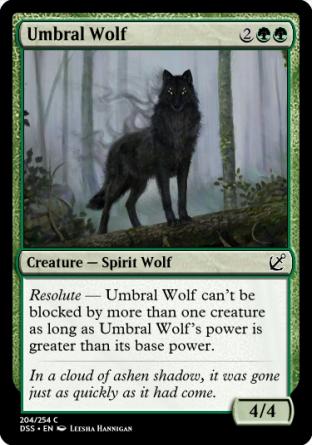 Umbral Wolf 2
Creature — Spirit Wolf
Resolute — Umbral Wolf can't be
blocked by more than one creature
as long as Umbral Wolf's power is
greater than its base power.
In a cloud of ashen shadow, it was gone
just as quickly as it had come.
4/4
204/254 C
DSS • EN Leesha Hannigan